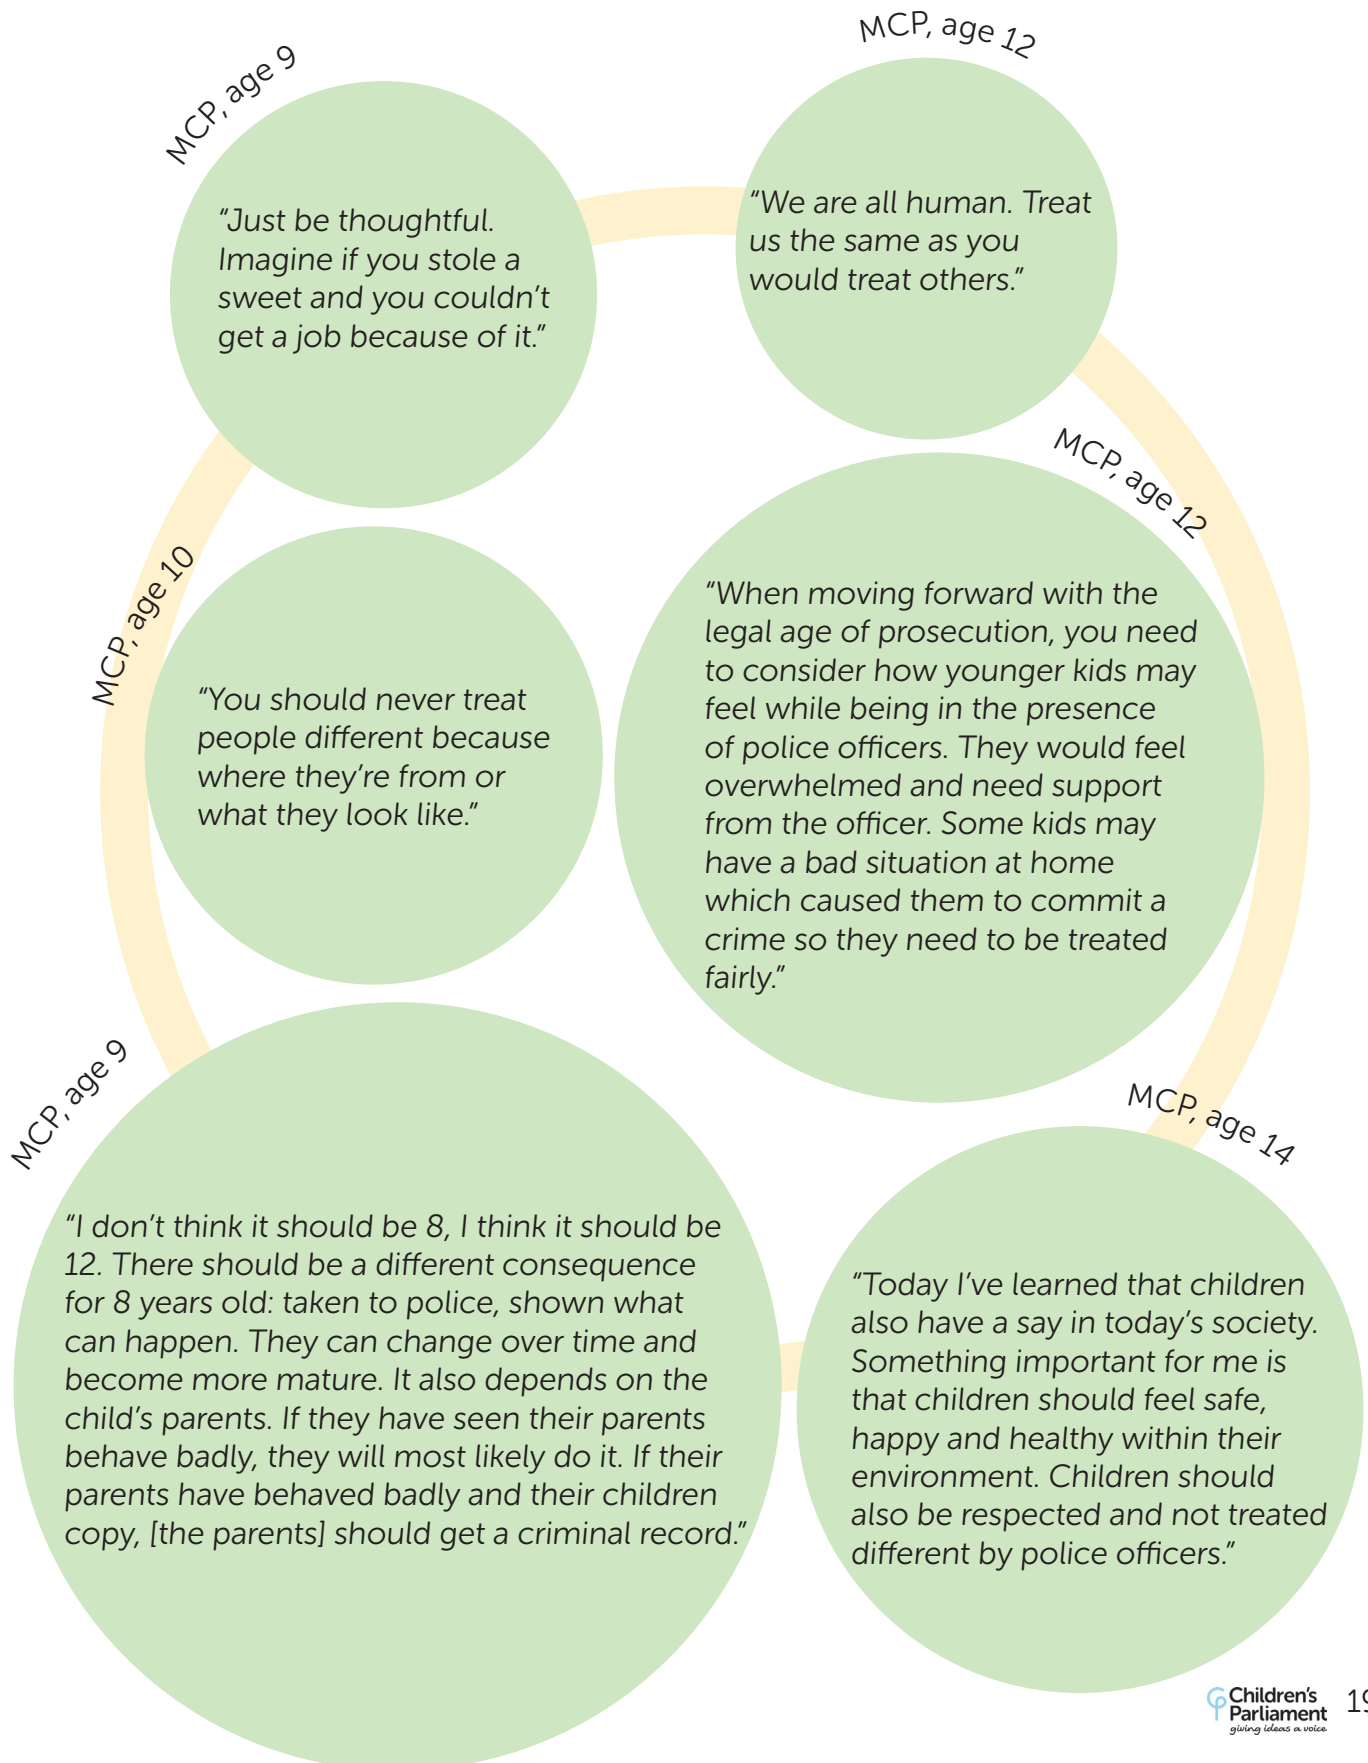 MCP, age 9
"Just be thoughtful.
Imagine if you stole a
sweet and you couldn't
get a job because of it."
MCP, age 12
"We are all human. Treat
us the same as you
would treat others."
MCP, age 10
"You should never treat
people different because
where they're from or
what they look like."
MCP, age 12
"When moving forward with the
legal age of prosecution, you need
to consider how younger kids may
feel while being in the presence
of police officers. They would feel
overwhelmed and need support
from the officer. Some kids may
have a bad situation at home
which caused them to commit a
crime so they need to be treated
fairly."
MCP, age 9
"I don't think it should be 8, I think it should be
12. There should be a different consequence
for 8 years old: taken to police, shown what
can happen. They can change over time and
become more mature. It also depends on the
child's parents. If they have seen their parents
behave badly, they will most likely do it. If their
parents have behaved badly and their children
copy, [the parents] should get a criminal record."
MCP, age 14
"Today I've learned that children
also have a say in today's society.
Something important for me is
that children should feel safe,
happy and healthy within their
environment. Children should
also be respected and not treated
different by police officers."
Children's
Parliament
giving ideas a voice
19